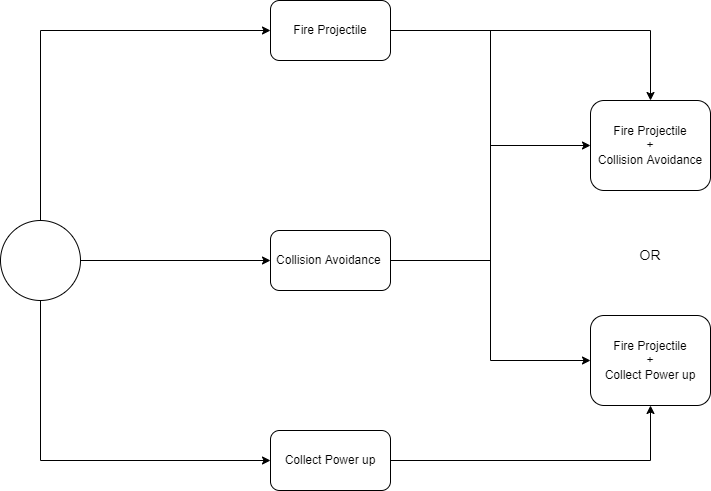 Fire Projectile
Fire Projectile
+
Collision Avoidance
Collision Avoidance
OR
Fire Projectile
+
Collect Power up
Collect Power up